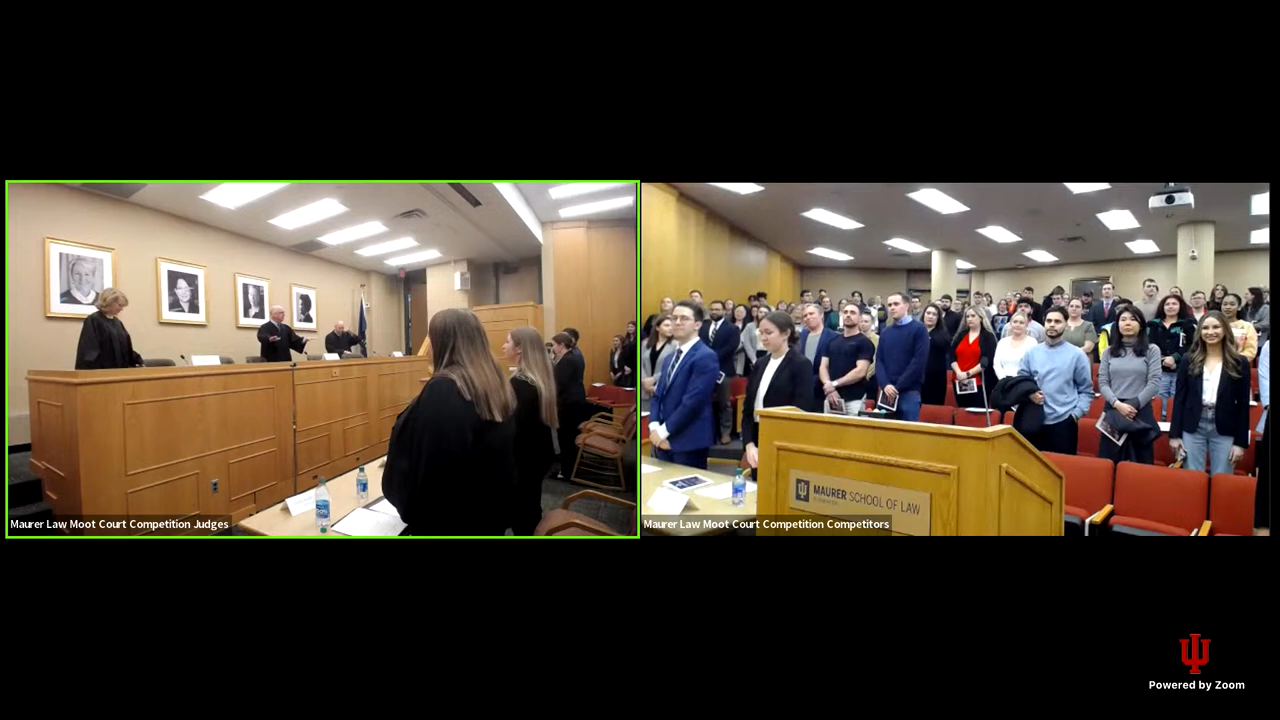 Maurer Law Moot Court Competition Judges
MAURER SCHOOL OF LAW
Maurer Law Moot Court Competition Competitors
Powered by Zoom